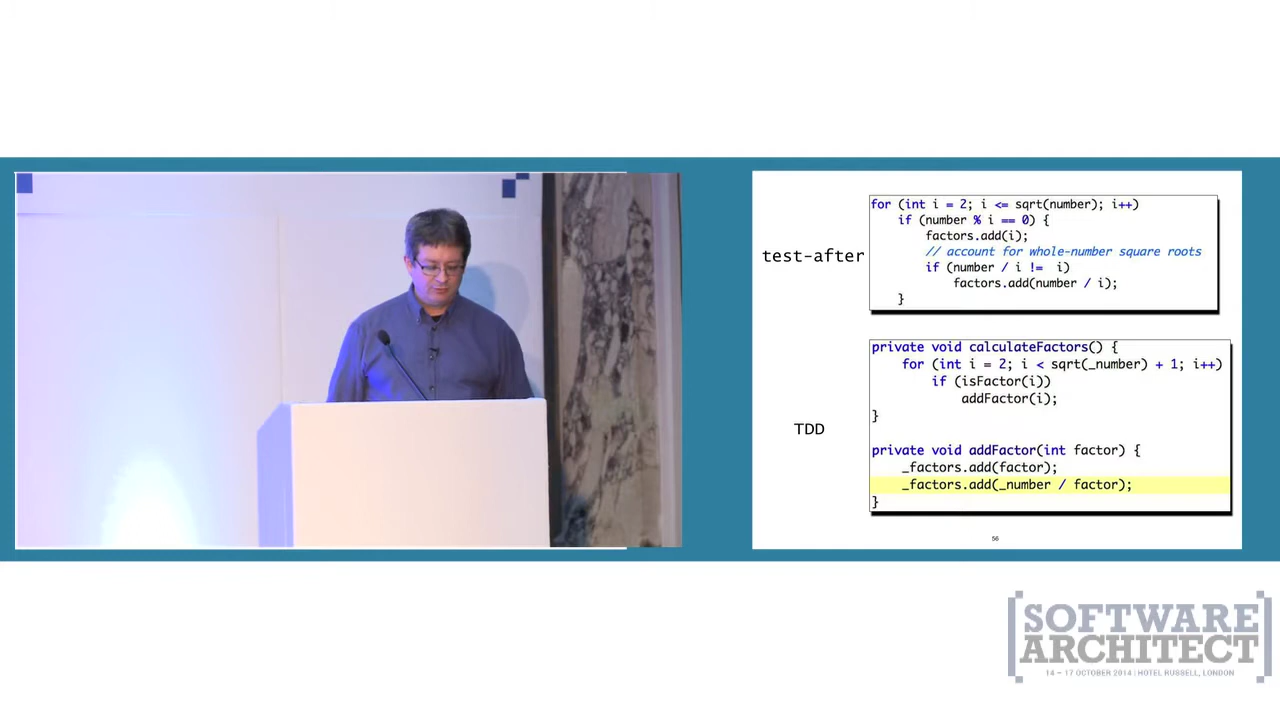 test-after
for (int i = 2; i <= sqrt(number); i++)
if (number % i == 0) {
factors.add(i);
// account for whole-number square roots
if (number / i != i)
factors.add(number / i);
}
TDD
private void calculateFactors() {
for (int i = 2; i < sqrt(_number) + 1; i++)
if (isFactor(i))
addFactor(i);
}
private void addFactor(int factor) {
_factors.add(factor);
_factors.add(_number / factor);
}
56
[SOFTWARE
ARCHITECT]
14 – 17 OCTOBER 2014 | HOTEL RUSSELL, LONDON